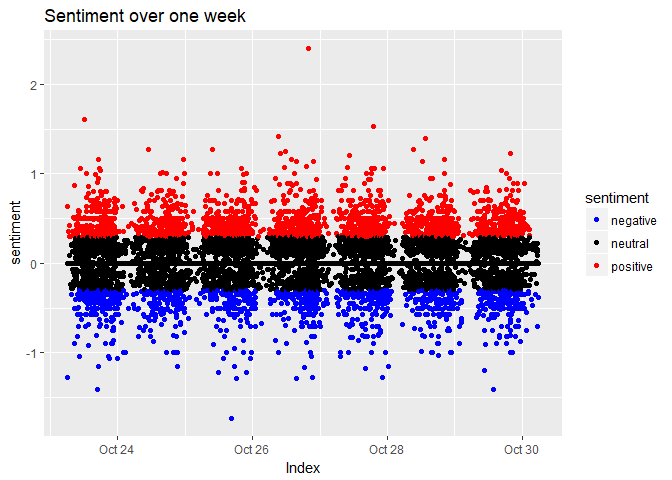 Sentiment over one week
sentiment
2
1
0
-1
Oct 24
Oct 26
Oct 28
Oct 30
Index
sentiment
negative
neutral
positive